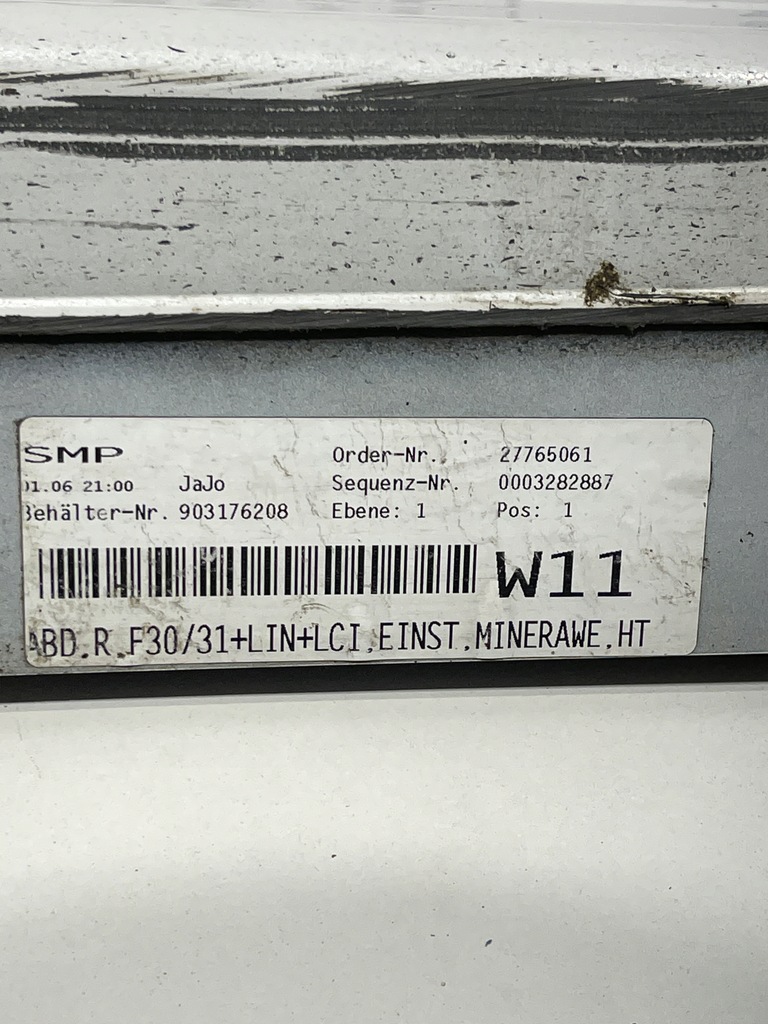 SMP Order-Nr. 27765061
01.06 21:00 JaJo Sequenz-Nr. 0003282887
Behälter-Nr. 903176208 Ebene: 1 Pos: 1
W11
ABD.R.F30/31+LIN+LCI.EINST.MINERAWE.HT